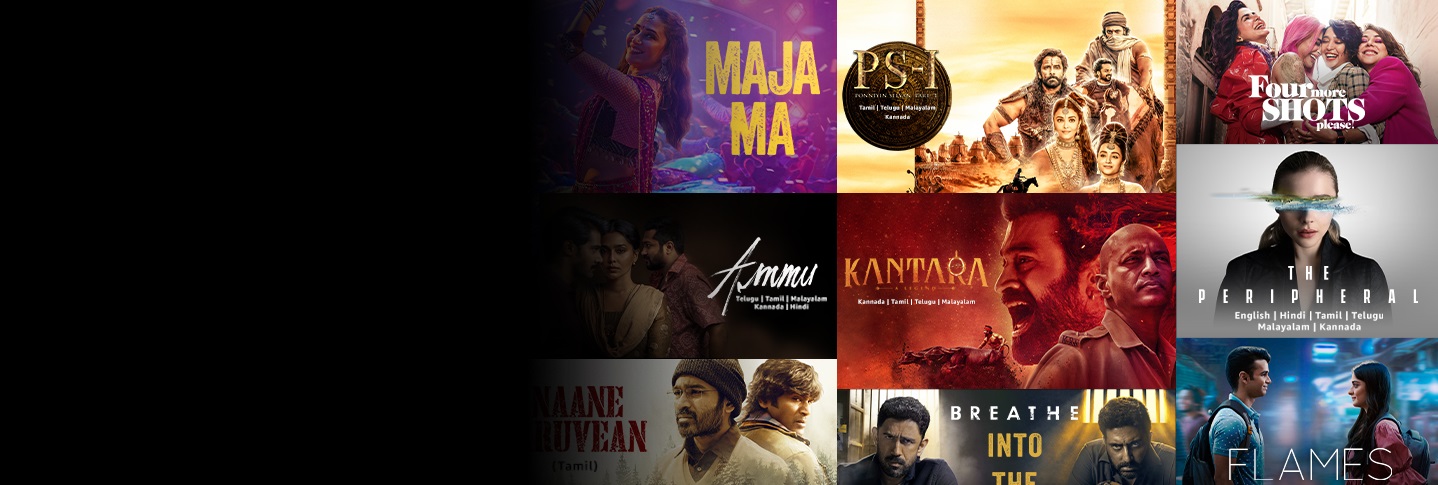 MAJA
MA
PS-I
PONNIYIN SELVAN PART 1
Tamil | Telugu | Malayalam
Kannada
Four more
SHOTS
please!
Ammu
Telugu | Tamil | Malayalam
Kannada | Hindi
KANTARA
A LEGEND
Kannada | Tamil | Telugu | Malayalam
THE
PERIPHERAL
English | Hindi | Tamil | Telugu
Malayalam | Kannada
NAANE
RUVEAN
(Tamil)
BREATHE
INTO
THE
FLAMES